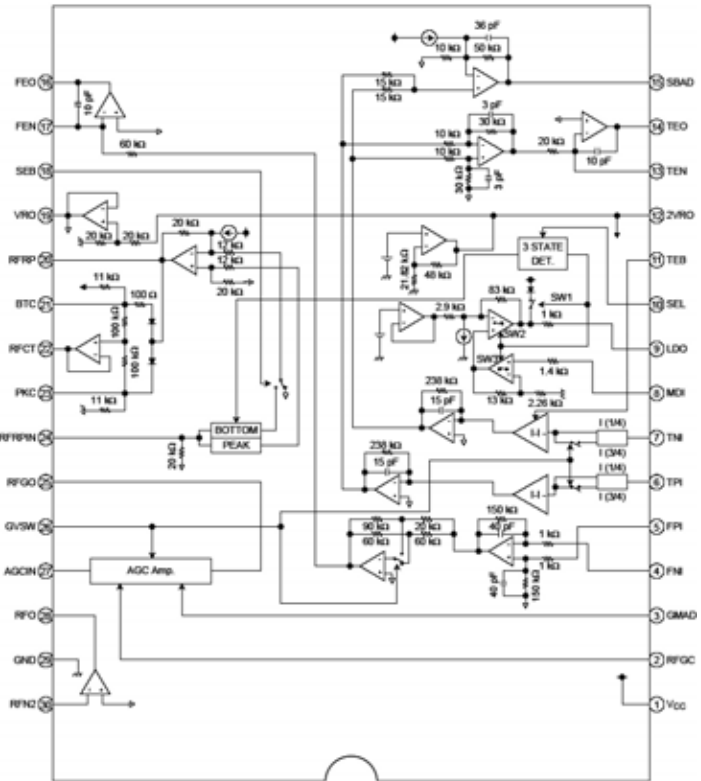 36 pF
10 kΩ 50 kΩ
FEO 16
10 pF
15 kΩ
15 kΩ
15 SBAD
3 pF
30 kΩ
FEN 17
10 kΩ
10 kΩ
20 kΩ
14 TEO
60 kΩ
10 pF
SEB 18
30 kΩ
3 pF
13 TEN
VRO 19
20 kΩ 20 kΩ
20 kΩ
12 kΩ
12 kΩ
20 kΩ
12 2VRO
RFRP 20
21.82 kΩ
48 kΩ
3 STATE
DET.
11 TEB
11 kΩ
BTC 21
100 Ω
83 kΩ
SW1
10 SEL
2.9 kΩ
1 kΩ
SW2
RFCT 22
100 kΩ
100 kΩ
9 LDO
SW3
1.4 kΩ
PKC 23
11 kΩ
13 kΩ
8 MDI
238 kΩ
15 pF
2.26 kΩ
RFRPIN 24
20 kΩ
BOTTOM
PEAK
I (1/4)
7 TNI
I (3/4)
238 kΩ
15 pF
I (1/4)
RFGO 25
6 TPI
I (3/4)
GVSW 26
90 kΩ
60 kΩ
20 kΩ
60 kΩ
150 kΩ
40 pF
1 kΩ
5 FPI
AGCIN 27
AGC Amp.
1 kΩ
4 FNI
40 pF
150 kΩ
RFO 28
3 GMAD
GND 29
2 RFGC
RFN2 30
1 VCC